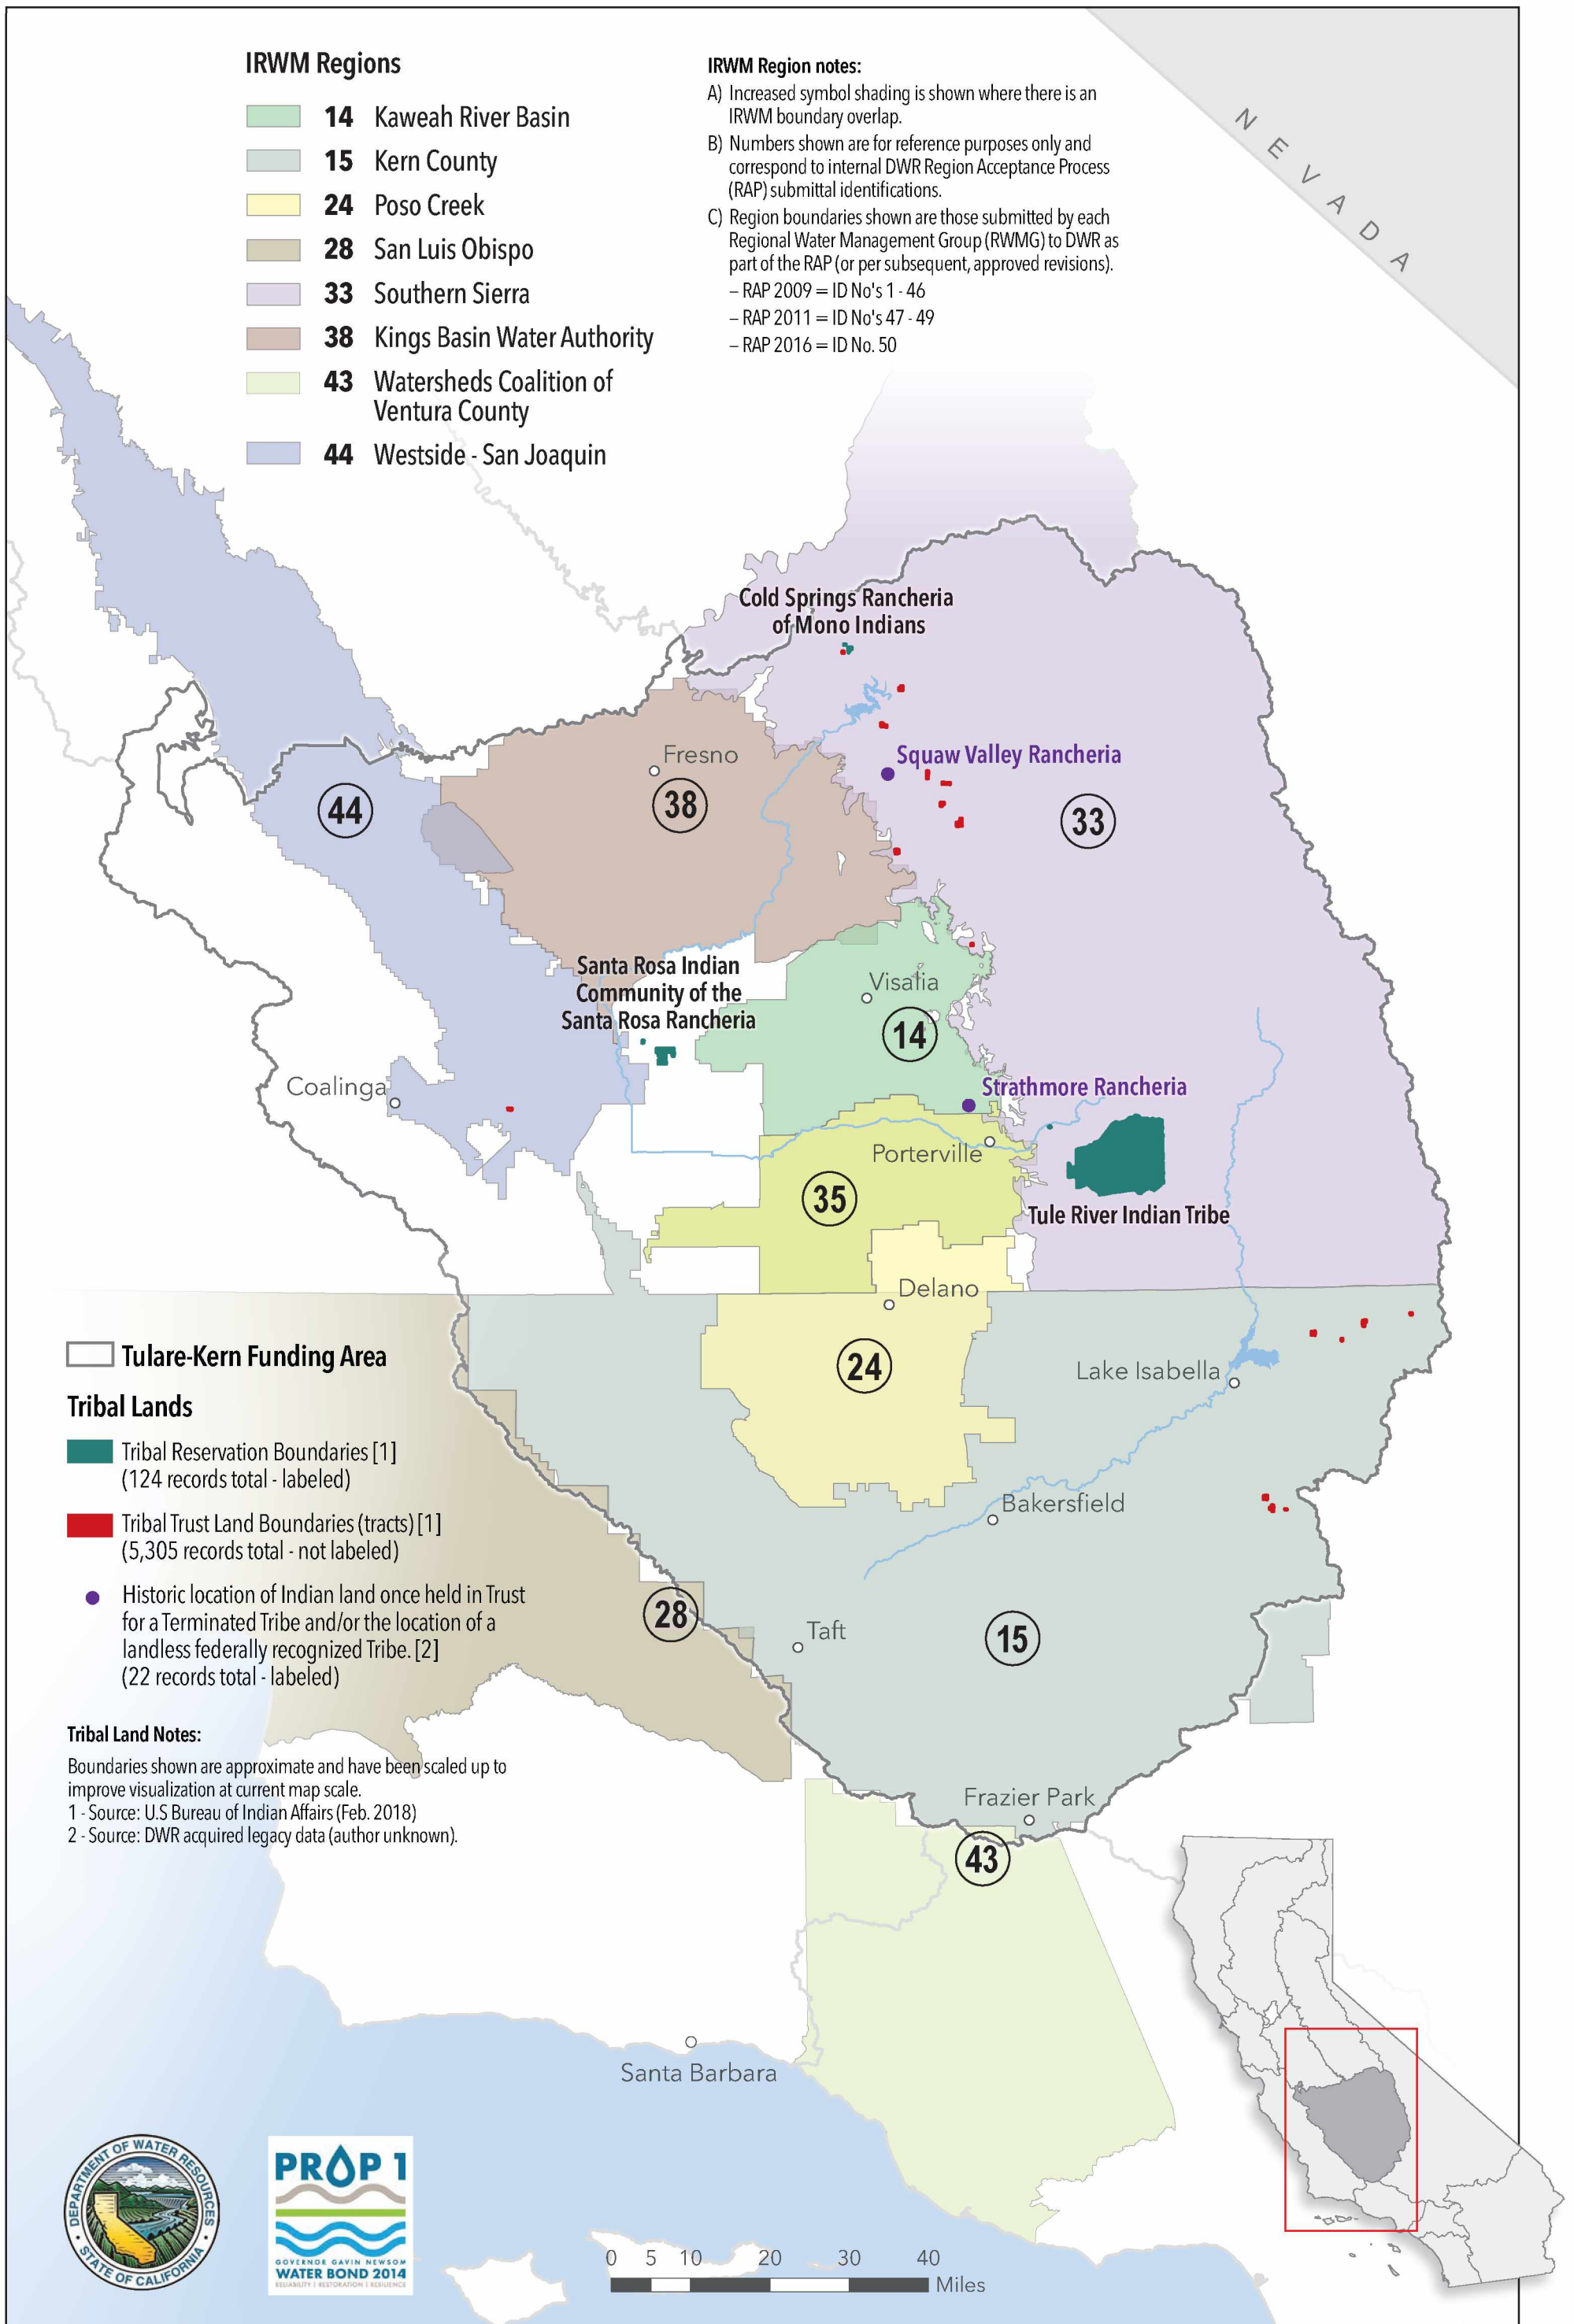 IRWM Regions
14 Kaweah River Basin
15 Kern County
24 Poso Creek
28 San Luis Obispo
33 Southern Sierra
38 Kings Basin Water Authority
43 Watersheds Coalition of
Ventura County
44 Westside - San Joaquin
IRWM Region notes:
A) Increased symbol shading is shown where there is an
IRWM boundary overlap.
B) Numbers shown are for reference purposes only and
correspond to internal DWR Region Acceptance Process
(RAP) submittal identifications.
C) Region boundaries shown are those submitted by each
Regional Water Management Group (RWMG) to DWR as
part of the RAP (or per subsequent, approved revisions).
– RAP 2009 = ID No's 1 - 46
– RAP 2011 = ID No's 47 - 49
– RAP 2016 = ID No. 50
NEVADA
Cold Springs Rancheria
of Mono Indians
Fresno
Squaw Valley Rancheria
44
38
33
Santa Rosa Indian
Community of the
Santa Rosa Rancheria
Visalia
14
Coalinga
Strathmore Rancheria
Porterville
35
Tule River Indian Tribe
Delano
24
Lake Isabella
Bakersfield
28
Taft
15
Frazier Park
43
Santa Barbara
Tulare-Kern Funding Area
Tribal Lands
Tribal Reservation Boundaries [1]
(124 records total - labeled)
Tribal Trust Land Boundaries (tracts) [1]
(5,305 records total - not labeled)
Historic location of Indian land once held in Trust
for a Terminated Tribe and/or the location of a
landless federally recognized Tribe. [2]
(22 records total - labeled)
Tribal Land Notes:
Boundaries shown are approximate and have been scaled up to
improve visualization at current map scale.
1 - Source: U.S Bureau of Indian Affairs (Feb. 2018)
2 - Source: DWR acquired legacy data (author unknown).
DEPARTMENT OF WATER RESOURCES
STATE OF CALIFORNIA
PROP 1
GOVERNOR GAVIN NEWSOM
WATER BOND 2014
RELIABILITY | RESTORATION | RESILIENCE
0 5 10 20 30 40
Miles